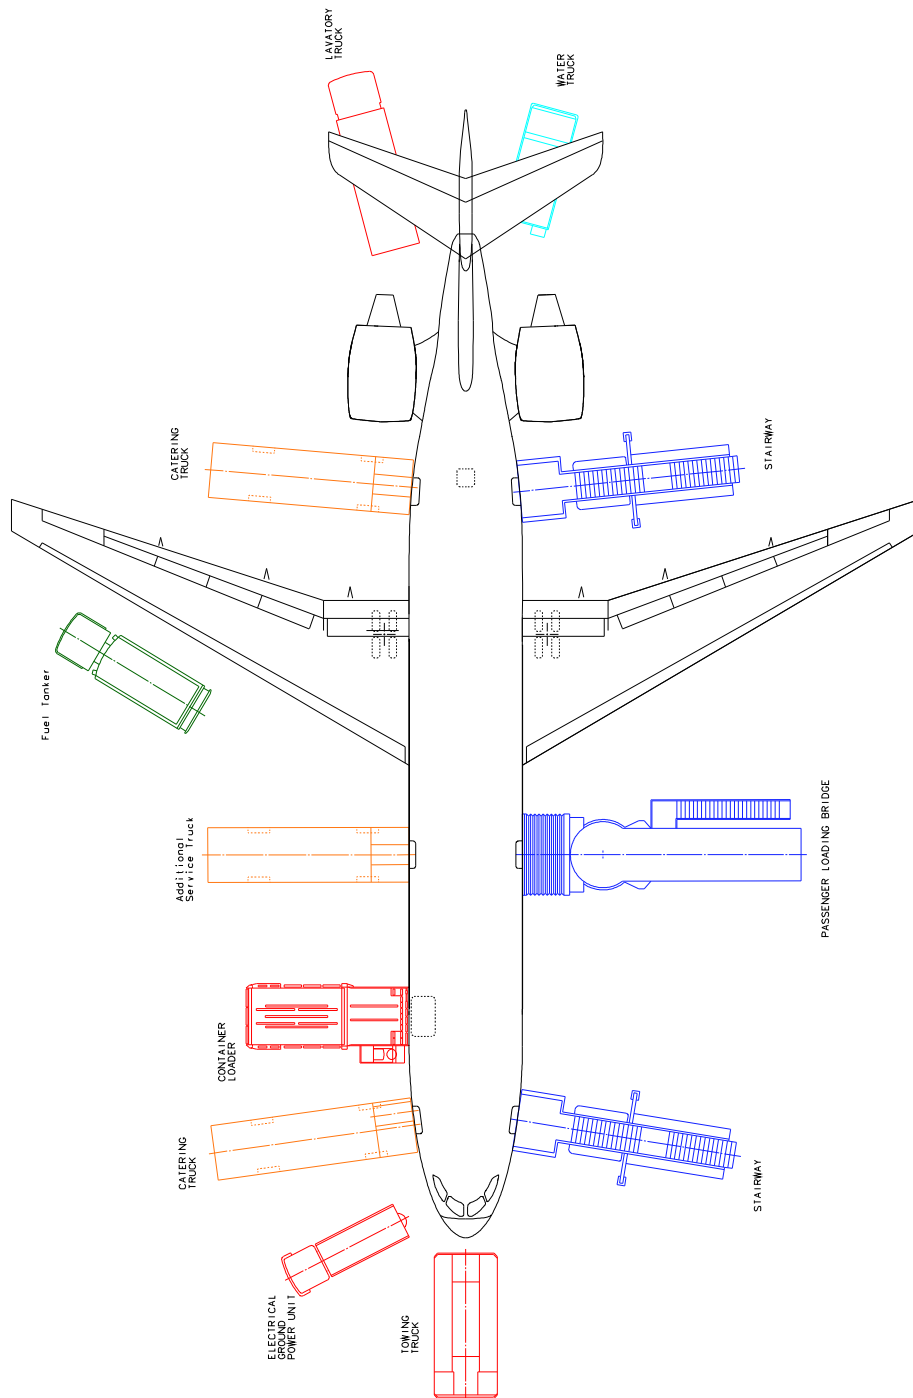 LAVATORY
TRUCK
WATER
TRUCK
CATERING
TRUCK
STAIRWAY
Fuel Tanker
Additional
Service Truck
PASSENGER LOADING BRIDGE
CONTAINER
LOADER
CATERING
TRUCK
STAIRWAY
ELECTRICAL
GROUND
POWER UNIT
TOWING
TRUCK